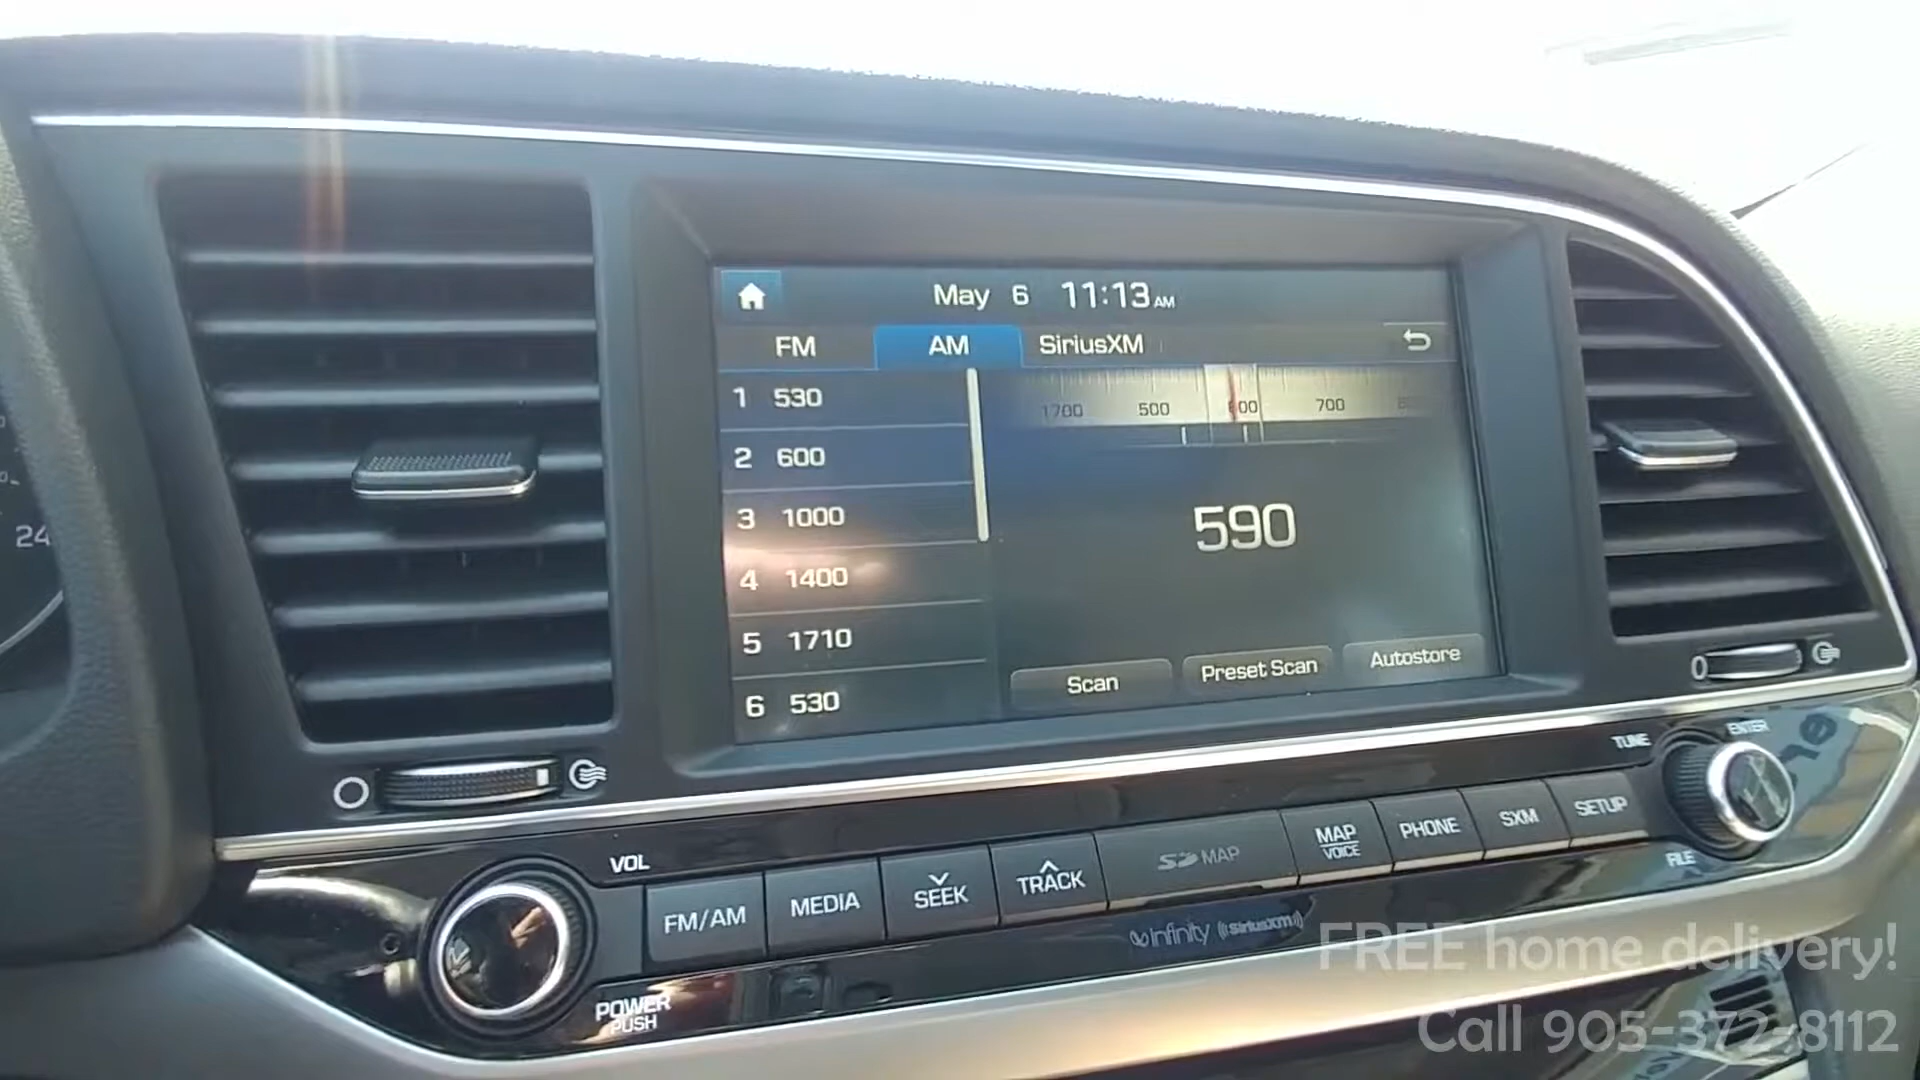 May 6 11:13 AM
FM AM SiriusXM
1 530
2 600
3 1000
4 1400
5 1710
6 530
1700 500 600 700
590
Scan Preset Scan Autostore
24
VOL
POWER
PUSH
FM/AM
MEDIA
SEEK
TRACK
SD MAP
MAP
VOICE
PHONE
SXM
SETUP
TUNE
ENTER
FILE
Infinity ((SiriusXM))
FREE home delivery!
Call 905-372-8112